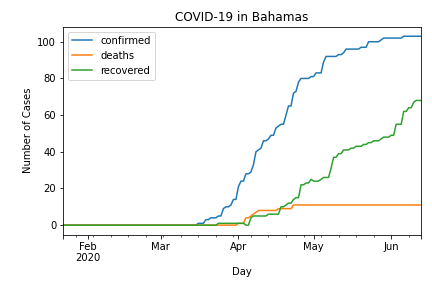 COVID-19 in Bahamas
confirmed
deaths
recovered
Number of Cases
100
80
60
40
20
0
Feb
2020
Mar
Apr
May
Jun
Day